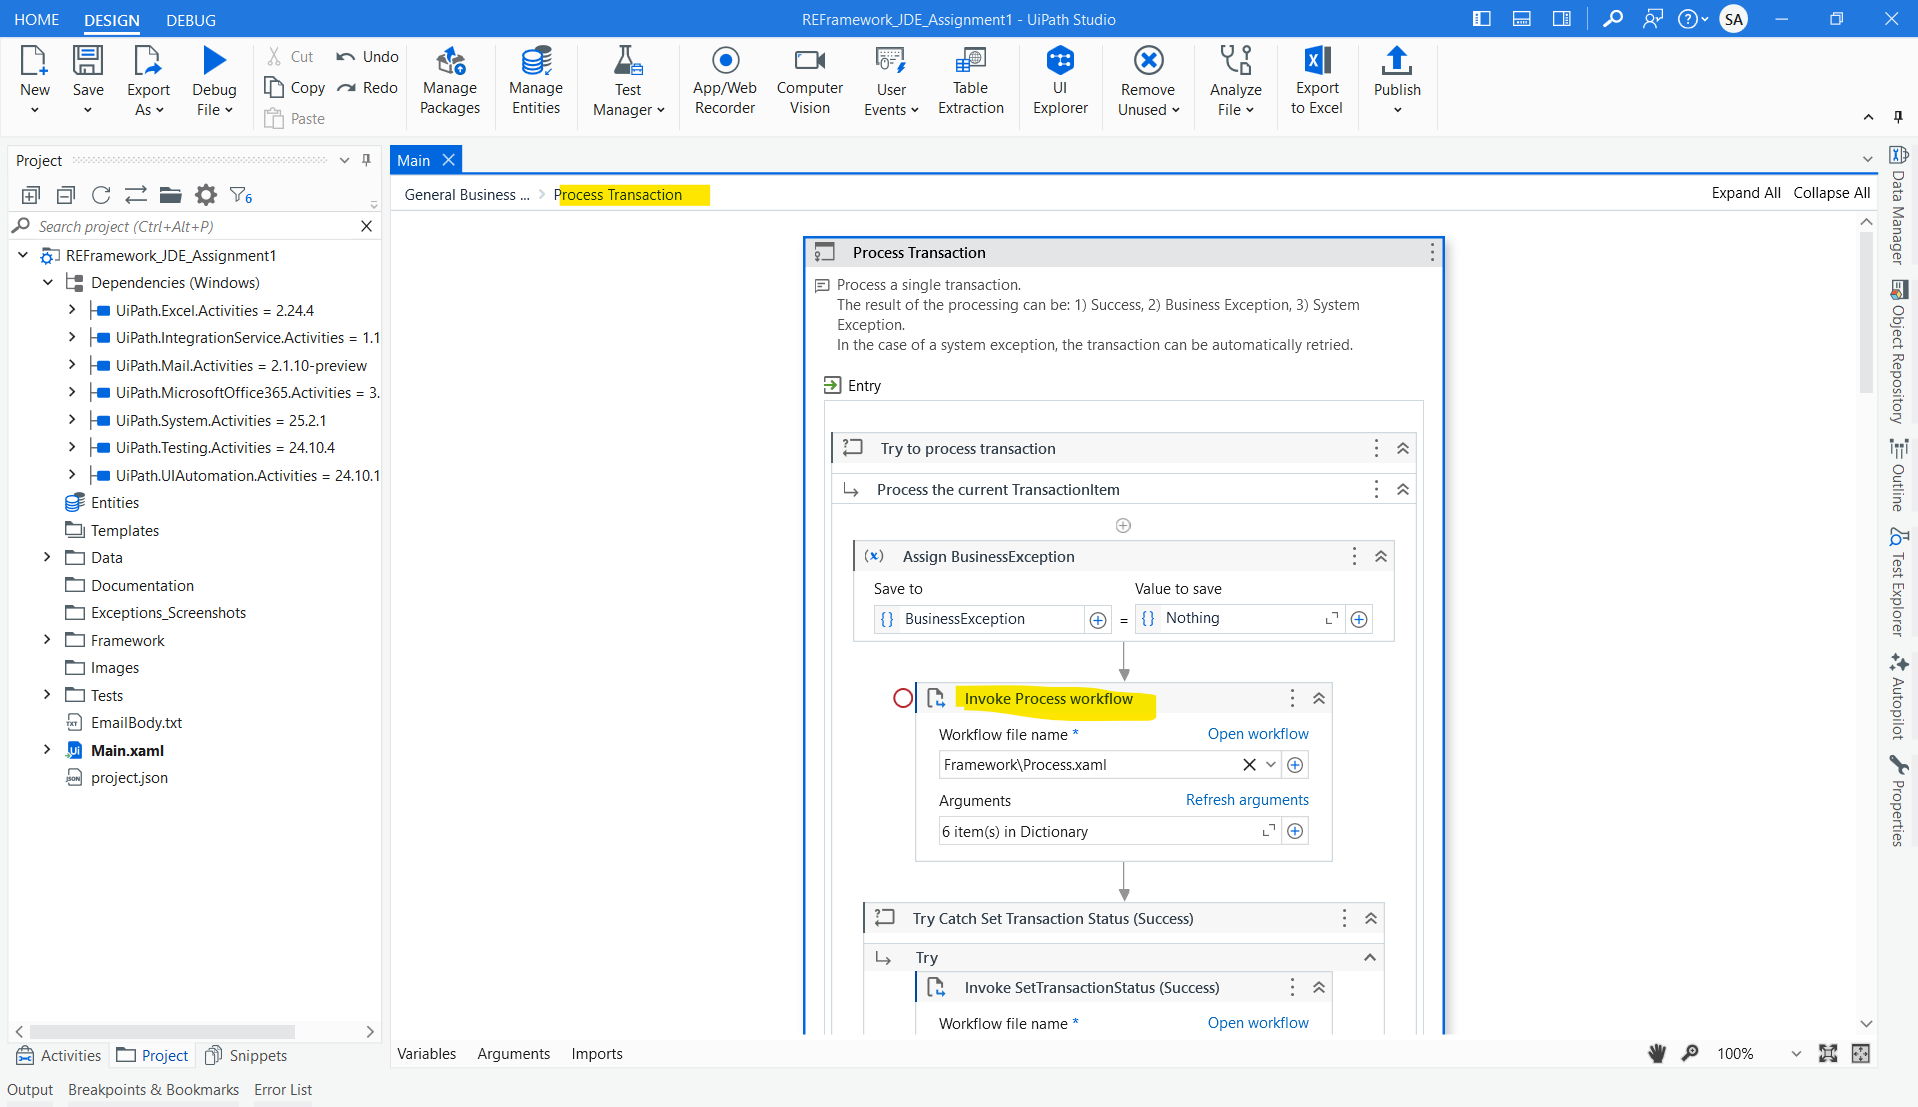 HOME DESIGN DEBUG REFramework_JDE_Assignment1 - UiPath Studio SA
New Save Export As Debug File
Cut Undo
Copy Redo
Paste
Manage Packages
Manage Entities
Test Manager
App/Web Recorder
Computer Vision
User Events
Table Extraction
UI Explorer
Remove Unused
Analyze File
Export to Excel
Publish
Project
6
Search project (Ctrl+Alt+P)
REFramework_JDE_Assignment1
Dependencies (Windows)
UiPath.Excel.Activities = 2.24.4
UiPath.IntegrationService.Activities = 1.1
UiPath.Mail.Activities = 2.1.10-preview
UiPath.MicrosoftOffice365.Activities = 3.
UiPath.System.Activities = 25.2.1
UiPath.Testing.Activities = 24.10.4
UiPath.UIAutomation.Activities = 24.10.1
Entities
Templates
Data
Documentation
Exceptions_Screenshots
Framework
Images
Tests
TXT EmailBody.txt
Ui Main.xaml
JSON project.json
Activities Project Snippets
Main
General Business ... > Process Transaction
Expand All Collapse All
Process Transaction
Process a single transaction.
The result of the processing can be: 1) Success, 2) Business Exception, 3) System
Exception.
In the case of a system exception, the transaction can be automatically retried.
Entry
Try to process transaction
Process the current TransactionItem
(x) Assign BusinessException
Save to Value to save
{} BusinessException = {} Nothing
Invoke Process workflow
Workflow file name * Open workflow
Framework\Process.xaml
Arguments Refresh arguments
6 item(s) in Dictionary
Try Catch Set Transaction Status (Success)
Try
Invoke SetTransactionStatus (Success)
Workflow file name * Open workflow
Variables Arguments Imports
100%
Data Manager
Object Repository
Outline
Test Explorer
Autopilot
Properties
Output Breakpoints & Bookmarks Error List